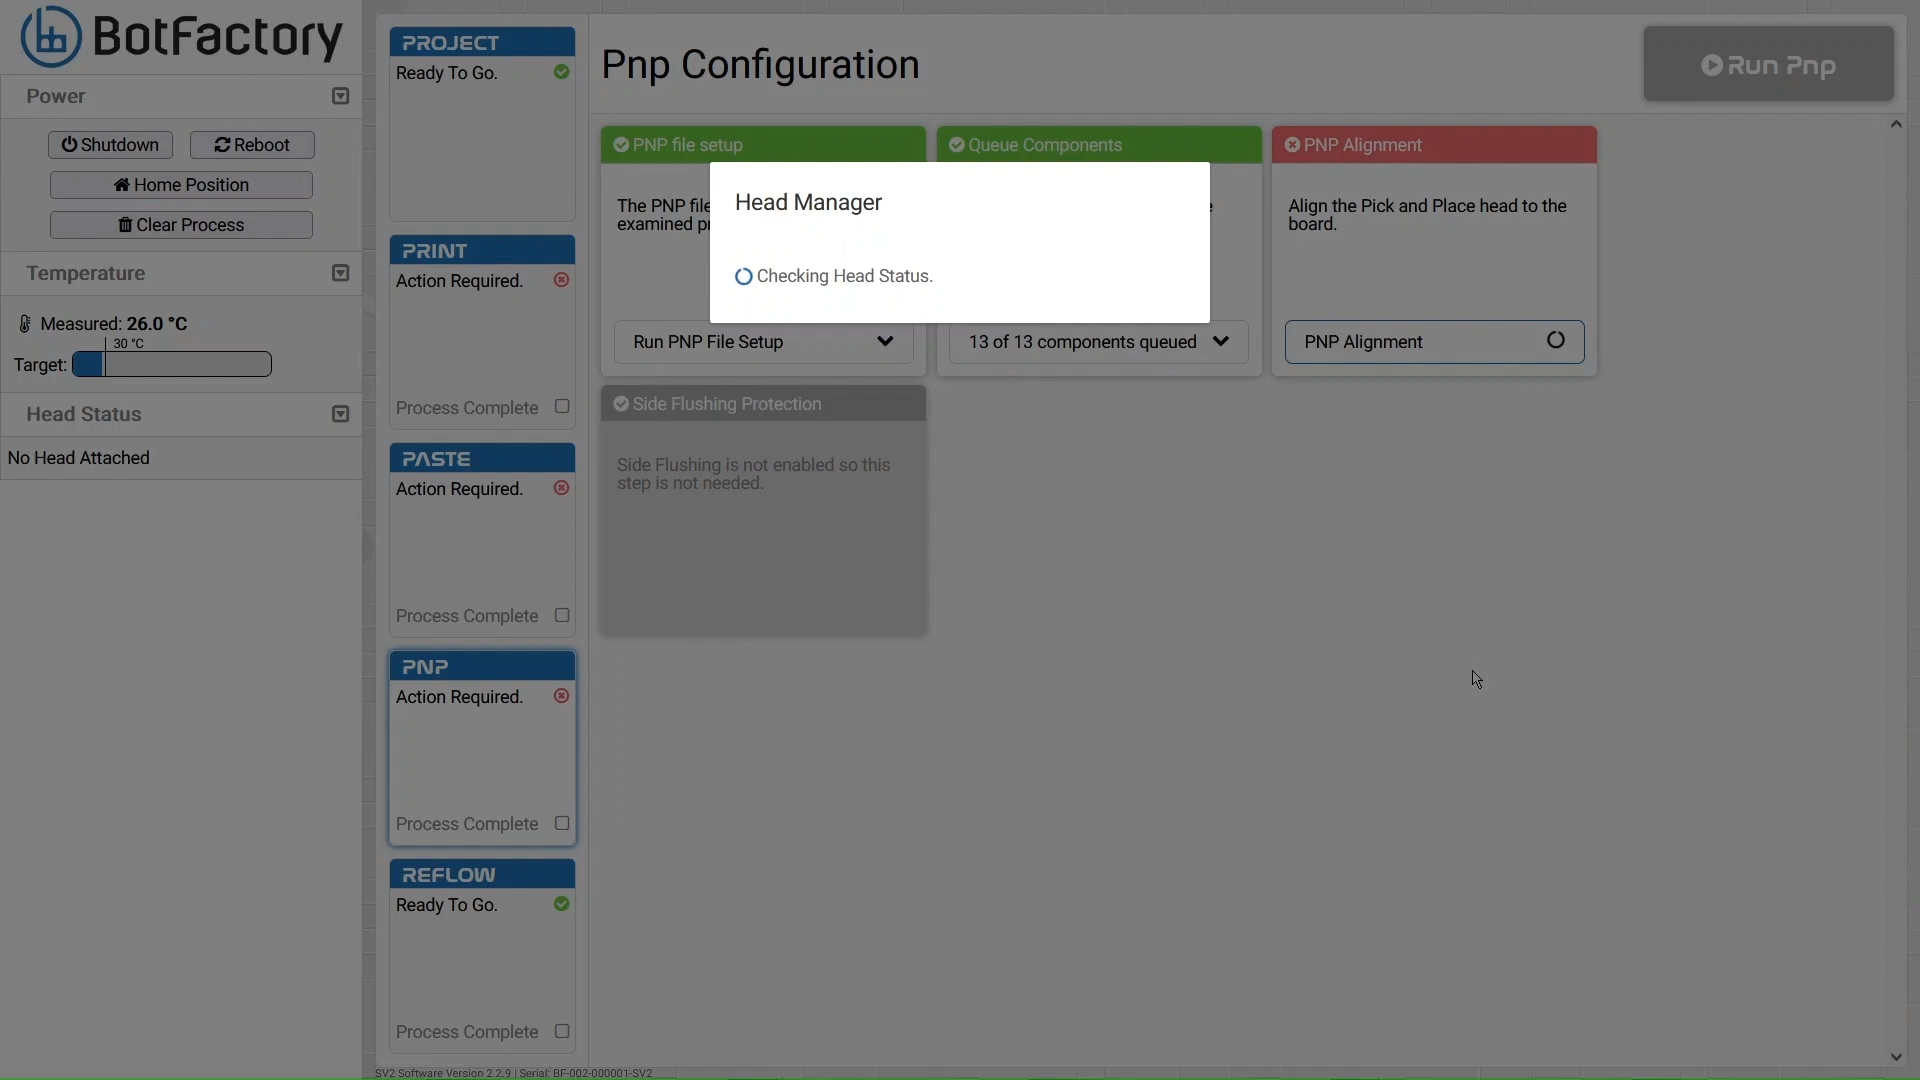 BotFactory
Power
Shutdown
Reboot
Home Position
Clear Process
Temperature
Measured: 26.0 °C
30 °C
Target:
Head Status
No Head Attached
PROJECT
Ready To Go.
PRINT
Action Required.
Process Complete
PASTE
Action Required.
Process Complete
PNP
Action Required.
Process Complete
REFLOW
Ready To Go.
Process Complete
Pnp Configuration
Run Pnp
PNP file setup
The PNP file
examined pr
Run PNP File Setup
Queue Components
13 of 13 components queued
PNP Alignment
Align the Pick and Place head to the
board.
PNP Alignment
Head Manager
Checking Head Status.
Side Flushing Protection
Side Flushing is not enabled so this
step is not needed.
SV2 Software Version 2.2.9 | Serial: BF-002-000001-SV2